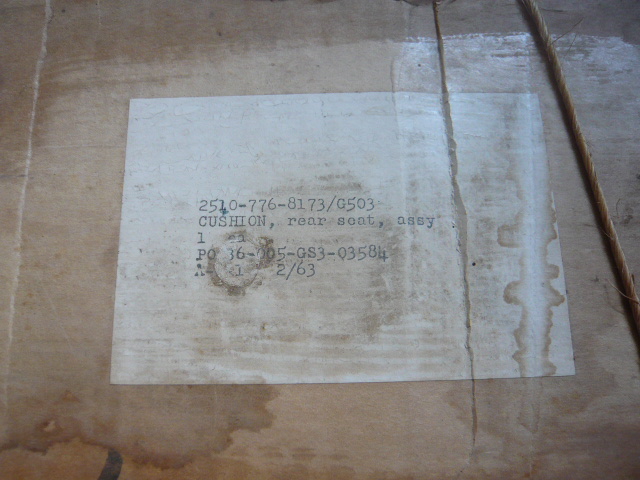 2510-776-8173/G503
CUSHION, rear seat, assy
1
PO 36-005-GS3-03584
A 2/63